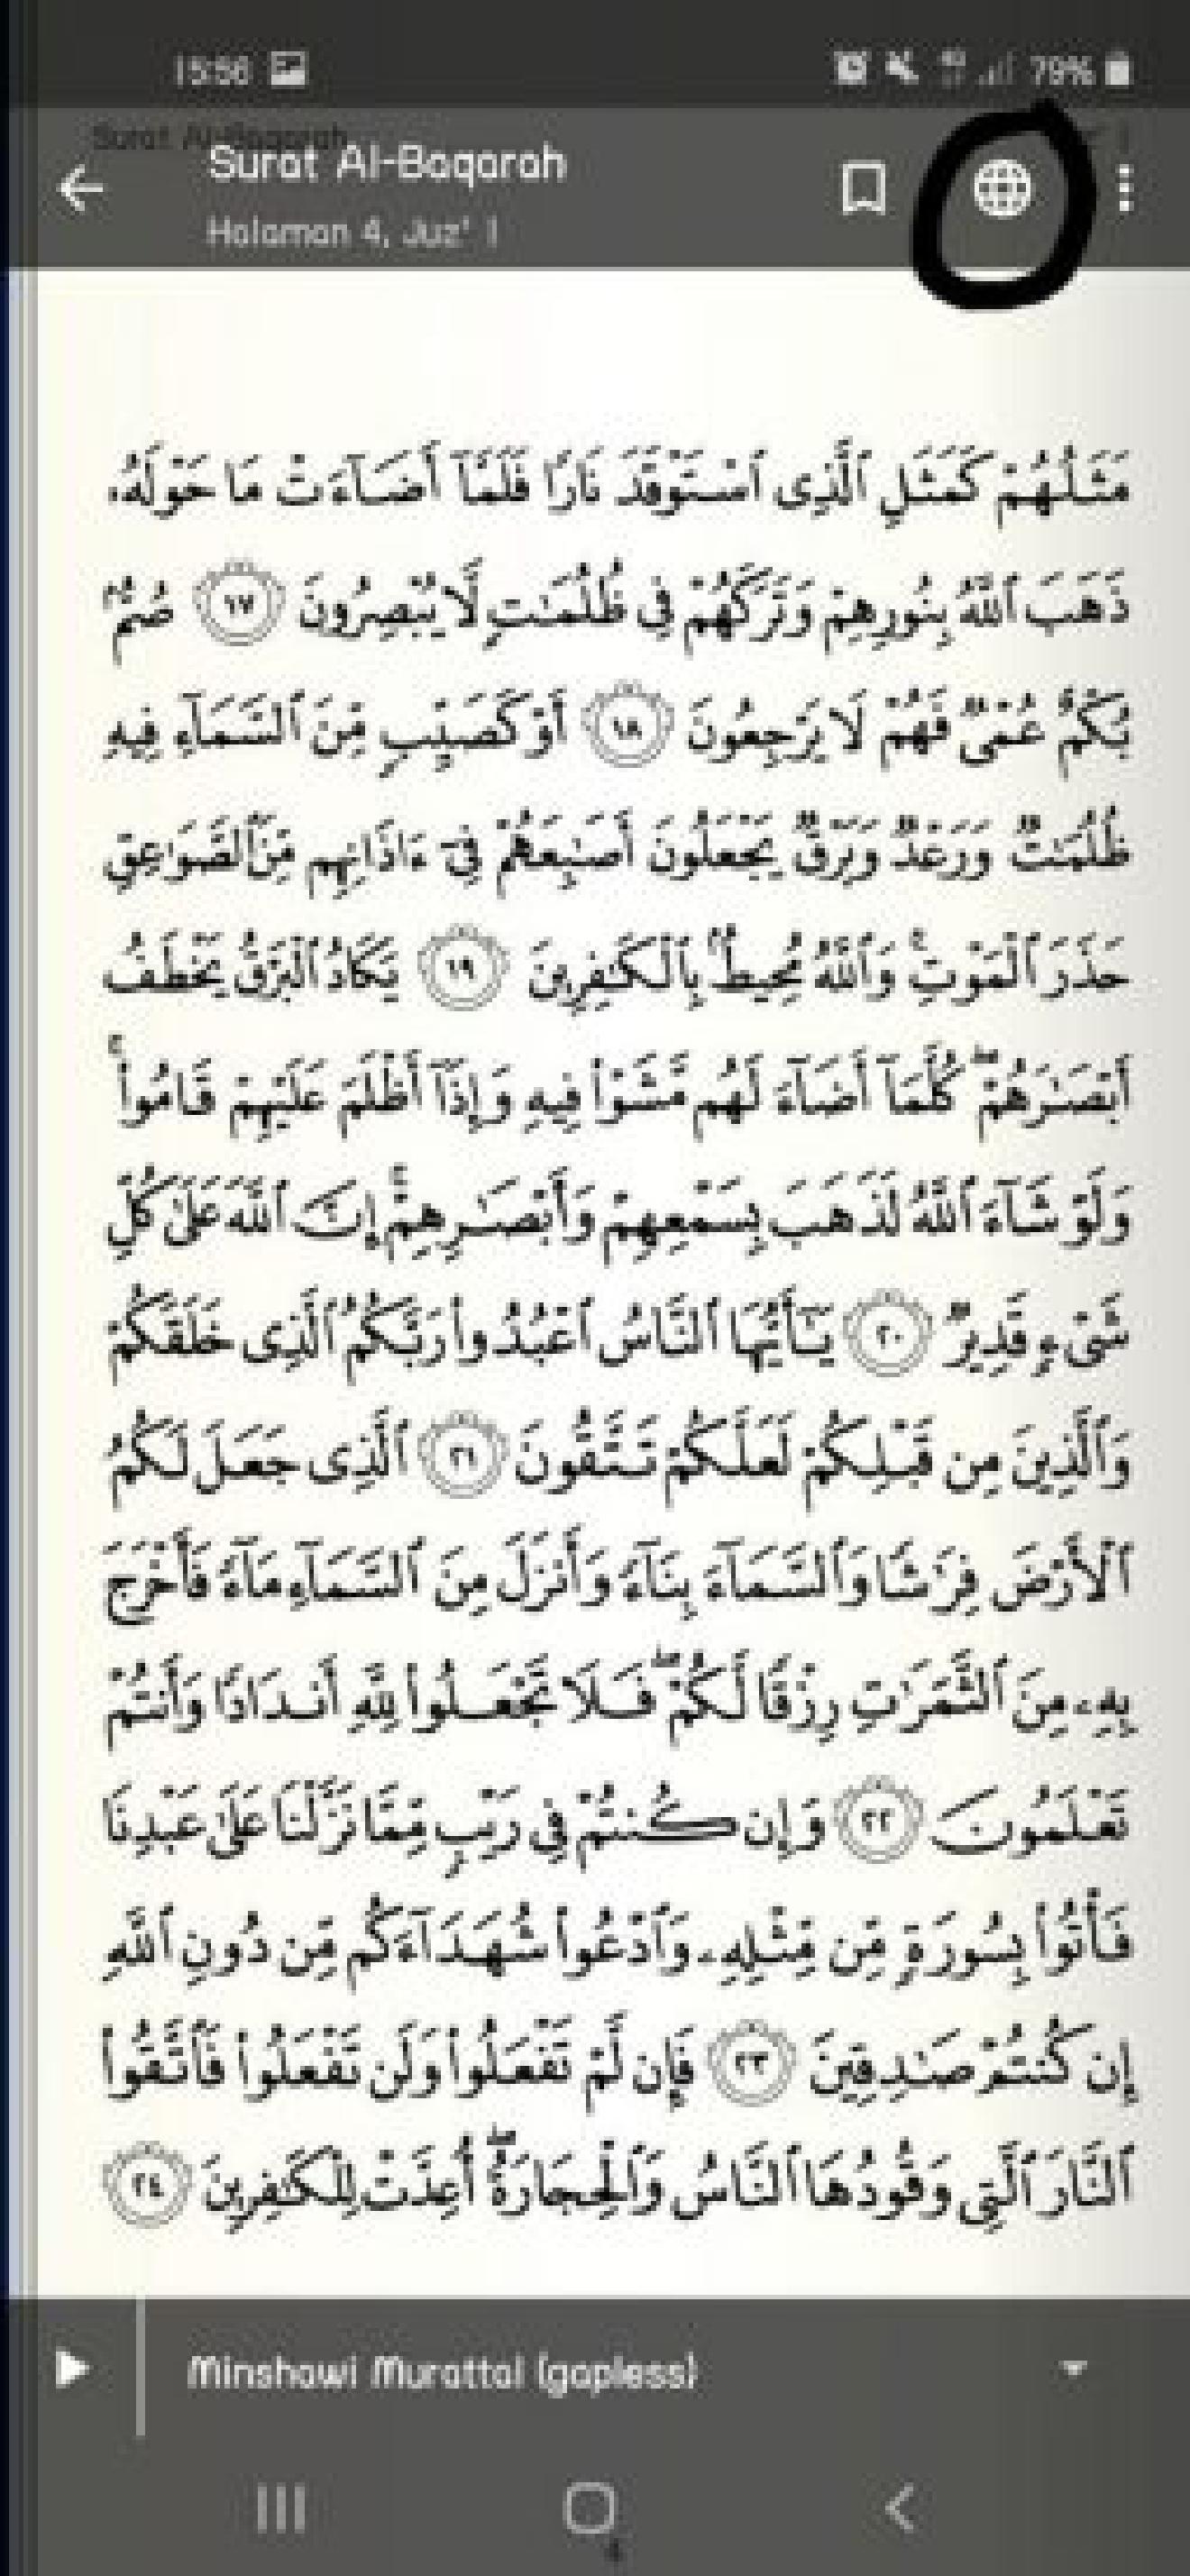 15:56 79%
Surat Al-Baqarah
Surat Al-Baqarah
Halaman 4, Juz' 1
مَثَلُهُمْ كَمَثَلِ ٱلَّذِى ٱسْتَوْقَدَ نَارًا فَلَمَّآ أَضَآءَتْ مَا حَوْلَهُۥ
ذَهَبَ ٱللَّهُ بِنُورِهِمْ وَتَرَكَهُمْ فِى ظُلُمَـٰتٍ لَّا يُبْصِرُونَ ١٧ صُمٌّۢ
بُكْمٌ عُمْىٌ فَهُمْ لَا يَرْجِعُونَ ١٨ أَوْ كَصَيِّبٍ مِّنَ ٱلسَّمَآءِ فِيهِ
ظُلُمَـٰتٌ وَرَعْدٌ وَبَرْقٌ يَجْعَلُونَ أَصَـٰبِعَهُمْ فِىٓ ءَاذَانِهِم مِّنَ ٱلصَّوَٰعِقِ
حَذَرَ ٱلْمَوْتِ ۚ وَٱللَّهُ مُحِيطٌۢ بِٱلْكَـٰفِرِينَ ١٩ يَكَادُ ٱلْبَرْقُ يَخْطَفُ
أَبْصَـٰرَهُمْ ۖ كُلَّمَآ أَضَآءَ لَهُم مَّشَوْا۟ فِيهِ وَإِذَآ أَظْلَمَ عَلَيْهِمْ قَامُوا۟ ۚ
وَلَوْ شَآءَ ٱللَّهُ لَذَهَبَ بِسَمْعِهِمْ وَأَبْصَـٰرِهِمْ ۚ إِنَّ ٱللَّهَ عَلَىٰ كُلِّ
شَىْءٍ قَدِيرٌ ٢٠ يَـٰٓأَيُّهَا ٱلنَّاسُ ٱعْبُدُوا۟ رَبَّكُمُ ٱلَّذِى خَلَقَكُمْ
وَٱلَّذِينَ مِن قَبْلِكُمْ لَعَلَّكُمْ تَتَّقُونَ ٢١ ٱلَّذِى جَعَلَ لَكُمُ
ٱلْأَرْضَ فِرَٰشًا وَٱلسَّمَآءَ بِنَآءً وَأَنزَلَ مِنَ ٱلسَّمَآءِ مَآءً فَأَخْرَجَ
بِهِۦ مِنَ ٱلثَّمَرَٰتِ رِزْقًا لَّكُمْ ۖ فَلَا تَجْعَلُوا۟ لِلَّهِ أَندَادًا وَأَنتُمْ
تَعْلَمُونَ ٢٢ وَإِن كُنتُمْ فِى رَيْبٍ مِّمَّا نَزَّلْنَا عَلَىٰ عَبْدِنَا
فَأْتُوا۟ بِسُورَةٍ مِّن مِّثْلِهِۦ وَٱدْعُوا۟ شُهَدَآءَكُم مِّن دُونِ ٱللَّهِ
إِن كُنتُمْ صَـٰدِقِينَ ٢٣ فَإِن لَّمْ تَفْعَلُوا۟ وَلَن تَفْعَلُوا۟ فَٱتَّقُوا۟
ٱلنَّارَ ٱلَّتِى وَقُودُهَا ٱلنَّاسُ وَٱلْحِجَارَةُ ۖ أُعِدَّتْ لِلْكَـٰفِرِينَ ٢٤
Minshawi Murattal (gapless)